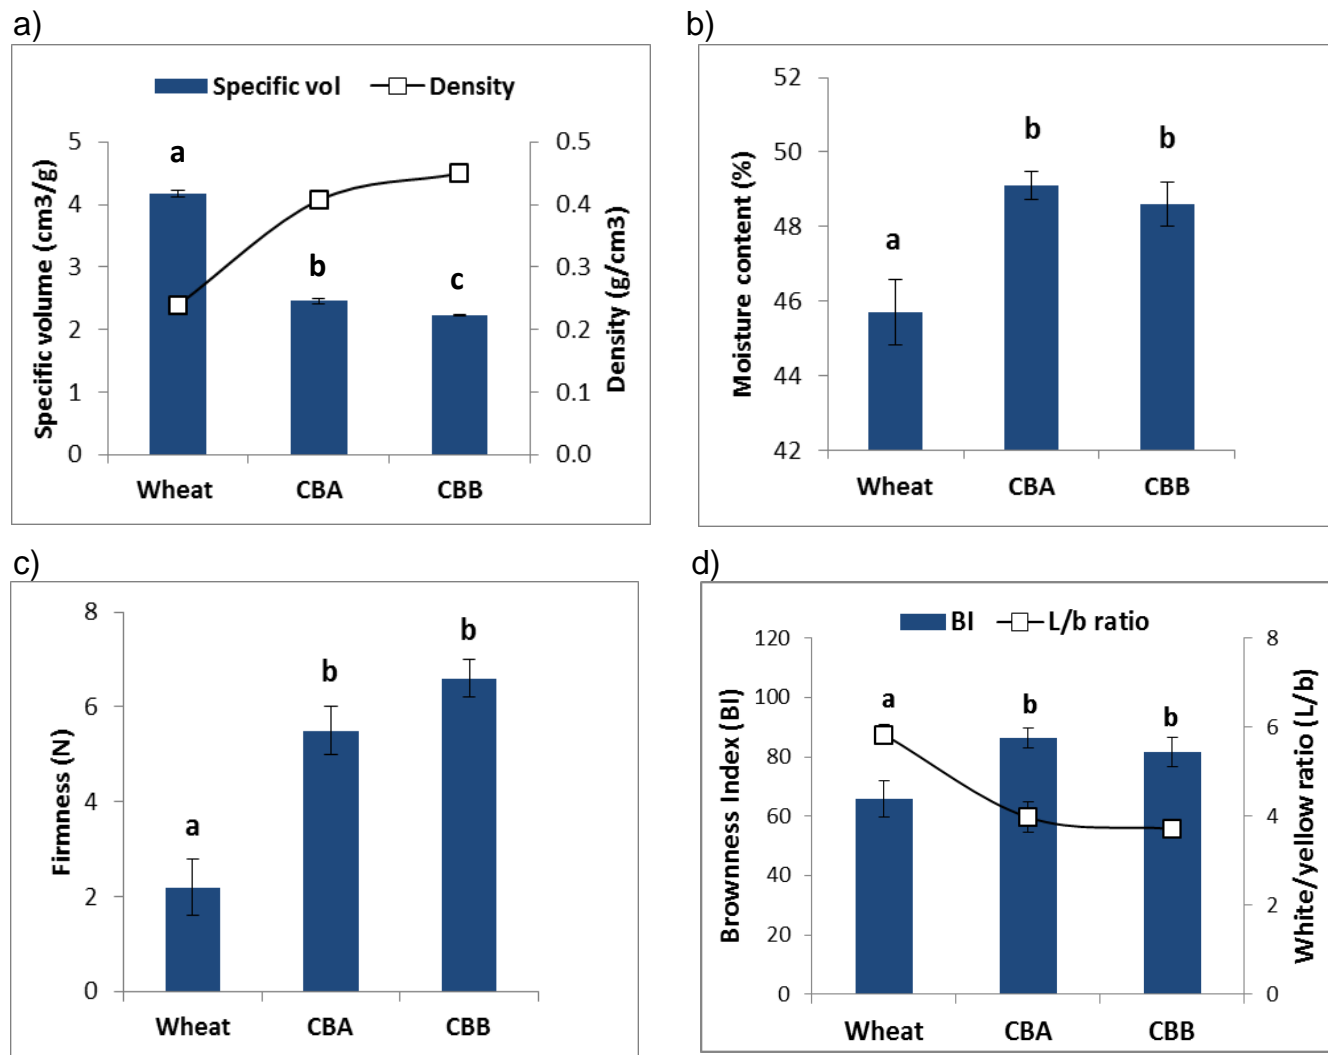 a)
Specific vol Density
Specific volume (cm3/g)
5
4
3
2
1
0
a
b
c
0.5
0.4
0.3
0.2
0.1
0.0
Density (g/cm3)
Wheat CBA CBB
b)
Moisture content (%)
52
50
48
46
44
42
a
b
b
Wheat CBA CBB
c)
Firmness (N)
8
6
4
2
0
a
b
b
Wheat CBA CBB
d)
BI L/b ratio
Brownness Index (BI)
120
100
80
60
40
20
0
a
b
b
8
6
4
2
0
White/yellow ratio (L/b)
Wheat CBA CBB